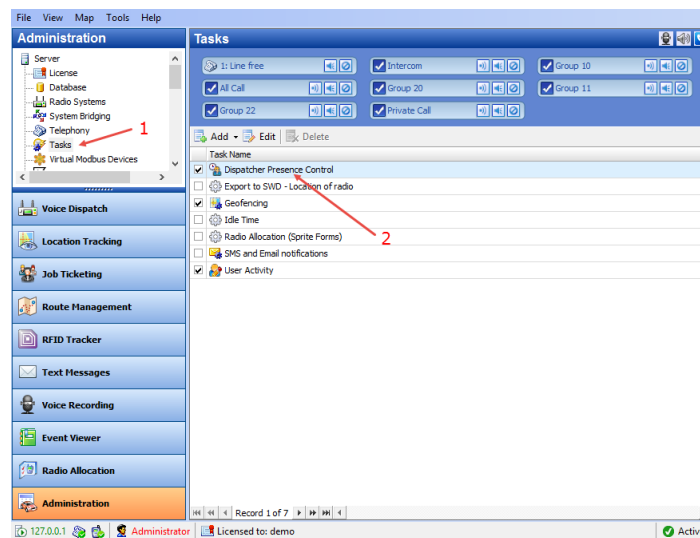 File View Map Tools Help
Administration
Tasks
Server
License
Database
Radio Systems
System Bridging
Telephony
Tasks
Virtual Modbus Devices
1
1: Line free
Intercom
Group 10
All Call
Group 20
Group 11
Group 22
Private Call
Add Edit Delete
Task Name
Dispatcher Presence Control
Export to SWD - Location of radio
Geofencing
Idle Time
Radio Allocation (Sprite Forms)
SMS and Email notifications
User Activity
2
Voice Dispatch
Location Tracking
Job Ticketing
Route Management
RFID Tracker
Text Messages
Voice Recording
Event Viewer
Radio Allocation
Administration
Record 1 of 7
127.0.0.1 Administrator Licensed to: demo Activ